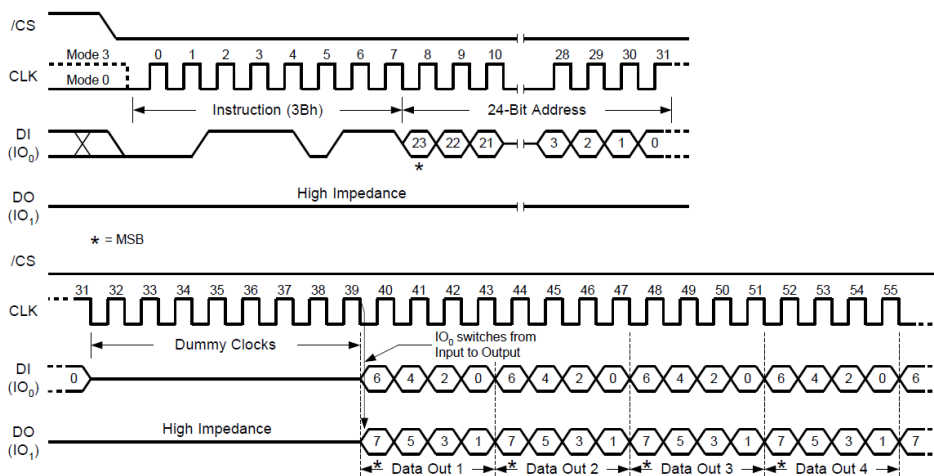 /CS
Mode 3 0 1 2 3 4 5 6 7 8 9 10 28 29 30 31
CLK Mode 0
Instruction (3Bh) 24-Bit Address
DI
(IO0) 23 22 21 3 2 1 0
*
High Impedance
DO
(IO1)
* = MSB
/CS
31 32 33 34 35 36 37 38 39 40 41 42 43 44 45 46 47 48 49 50 51 52 53 54 55
CLK
Dummy Clocks
IO0 switches from
Input to Output
DI
(IO0) 0 6 4 2 0 6 4 2 0 6 4 2 0 6 4 2 0 6
DO High Impedance
(IO1) 7 5 3 1 7 5 3 1 7 5 3 1 7 5 3 1 7
* Data Out 1 * Data Out 2 * Data Out 3 * Data Out 4